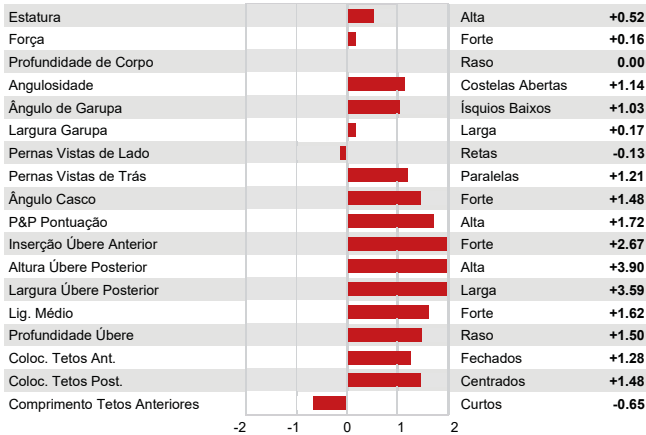 Estatura Alta +0.52
Força Forte +0.16
Profundidade de Corpo Raso 0.00
Angulosidade Costelas Abertas +1.14
Ângulo de Garupa Ísquios Baixos +1.03
Largura Garupa Larga +0.17
Pernas Vistas de Lado Retas -0.13
Pernas Vistas de Trás Paralelas +1.21
Ângulo Casco Forte +1.48
P&P Pontuação Alta +1.72
Inserção Úbere Anterior Forte +2.67
Altura Úbere Posterior Alta +3.90
Largura Úbere Posterior Larga +3.59
Lig. Médio Forte +1.62
Profundidade Úbere Raso +1.50
Coloc. Tetos Ant. Fechados +1.28
Coloc. Tetos Post. Centrados +1.48
Comprimento Tetos Anteriores Curtos -0.65
-2 -1 0 1 2